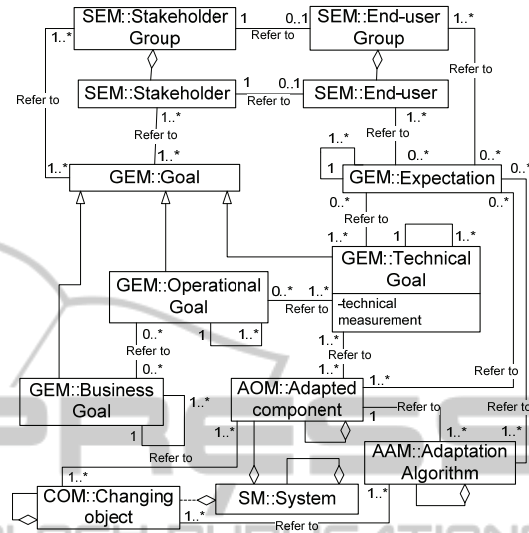 SEM::Stakeholder
Group
1
0..1
Refer to
SEM::End-user
Group
1..*
1..*
Refer to
Refer to
SEM::Stakeholder
1
0..1
Refer to
SEM::End-user
1..*
Refer to
1..*
1..*
Refer to
0..*
0..*
1..*
GEM::Goal
1..*
1
GEM::Expectation
0..*
0..*
Refer to
0..*
1..*
1
1..*
GEM::Technical
Goal
-technical
measurement
GEM::Operational
Goal
0..*
1..*
Refer to
1
1..*
0..*
Refer to
0..*
1..*
Refer to
1..*
GEM::Business
Goal
1..*
1
AOM::Adapted
component
1..*
1
Refer to
Refer to
1..*
1..*
1..*
Refer to
1..*
AAM::Adaptation
Algorithm
COM::Changing
object
SM::System
1..*
1..*
Refer to